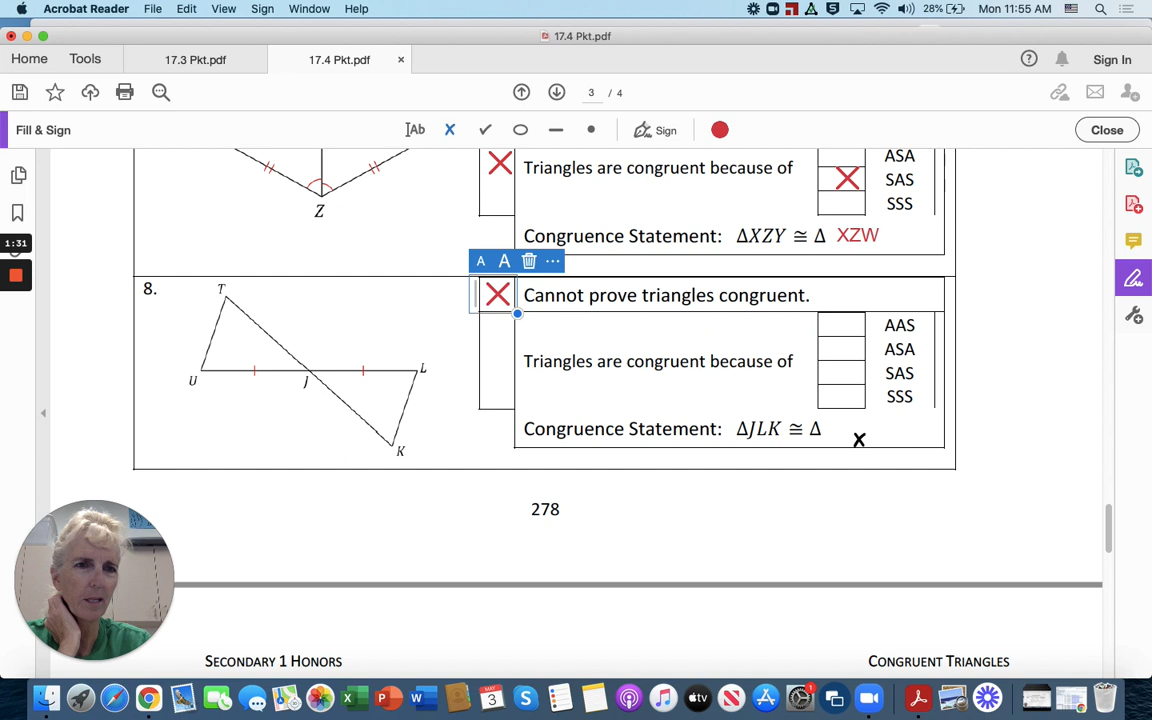 Acrobat Reader File Edit View Sign Window Help 28% Mon 11:55 AM
17.4 Pkt.pdf
Home Tools 17.3 Pkt.pdf 17.4 Pkt.pdf × Sign In
3 / 4
Fill & Sign Ab Sign Close
ASA
Triangles are congruent because of
SAS
SSS
Z
Congruence Statement: ΔXZY ≅ Δ XZW
1:31
A A
8.
T
Cannot prove triangles congruent.
AAS
ASA
Triangles are congruent because of
SAS
SSS
U J L
K
Congruence Statement: ΔJLK ≅ Δ
278
SECONDARY 1 HONORS CONGRUENT TRIANGLES
MAY
3